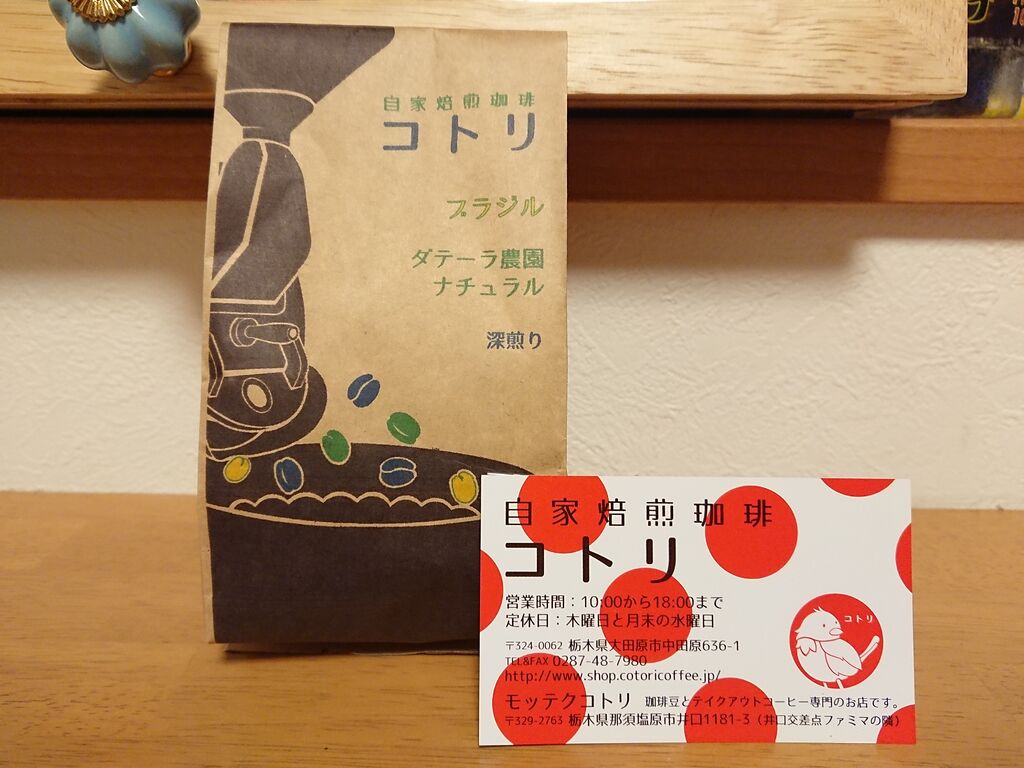 自家焙煎珈琲
コトリ
ブラジル
ダテーラ農園
ナチュラル
深煎り
自家焙煎珈琲
コトリ
営業時間：10:00から18:00まで
定休日：木曜日と月末の水曜日
〒324-0062 栃木県大田原市中田原636-1
TEL&FAX 0287-48-7980
http://www.shop.cotoricoffee.jp/
コトリ
モッテクコトリ 珈琲豆とテイクアウトコーヒー専門のお店です。
〒329-2763 栃木県那須塩原市井口1181-3（井口交差点ファミマの隣）